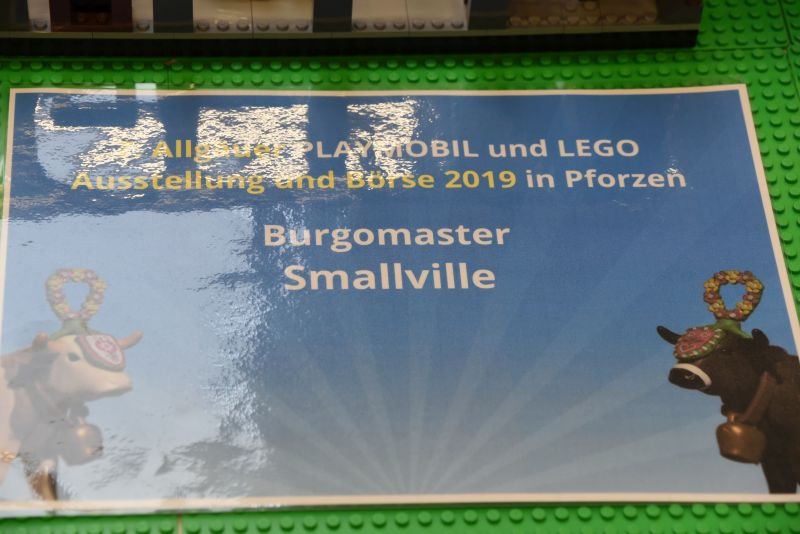 Allgäuer PLAYMOBIL und LEGO
Ausstellung und Börse 2019 in Pforzen
Burgomaster
Smallville